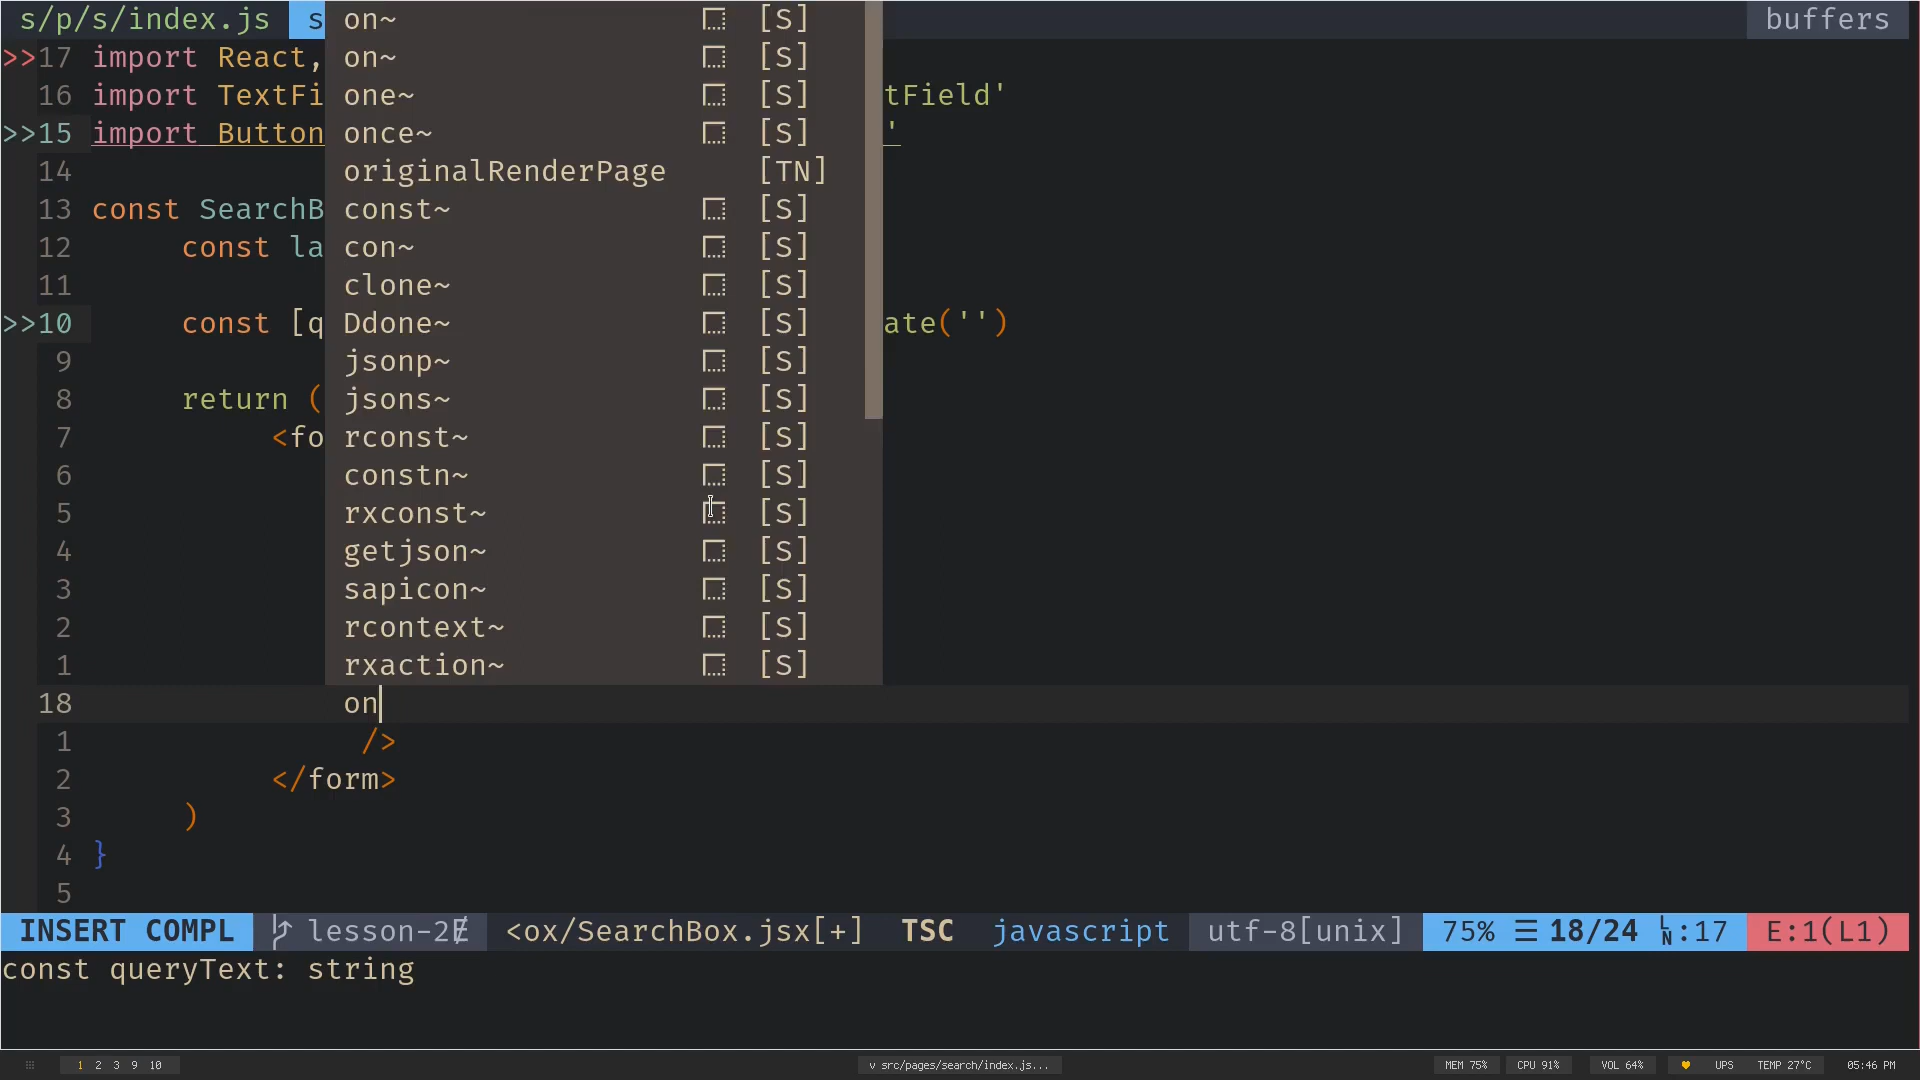 s/p/s/index.js s buffers
>>17 import React,
16 import TextFi tField'
>>15 import Button '
14
13 const SearchB
12 const la
11
>>10 const [q ate('')
9
8 return (
7 <fo
6
5
4
3
2
1
18 on
1 />
2 </form>
3 )
4 }
5
on~ [S]
on~ [S]
one~ [S]
once~ [S]
originalRenderPage [TN]
const~ [S]
con~ [S]
clone~ [S]
Ddone~ [S]
jsonp~ [S]
jsons~ [S]
rconst~ [S]
constn~ [S]
rxconst~ [S]
getjson~ [S]
sapicon~ [S]
rcontext~ [S]
rxaction~ [S]
INSERT COMPL lesson-2 <ox/SearchBox.jsx[+] TSC javascript utf-8[unix] 75% ☰ 18/24 LN:17 E:1(L1)
const queryText: string
1 2 3 9 10 v src/pages/search/index.js... MEM 75% CPU 91% VOL 64% UPS TEMP 27°C 05:46 PM